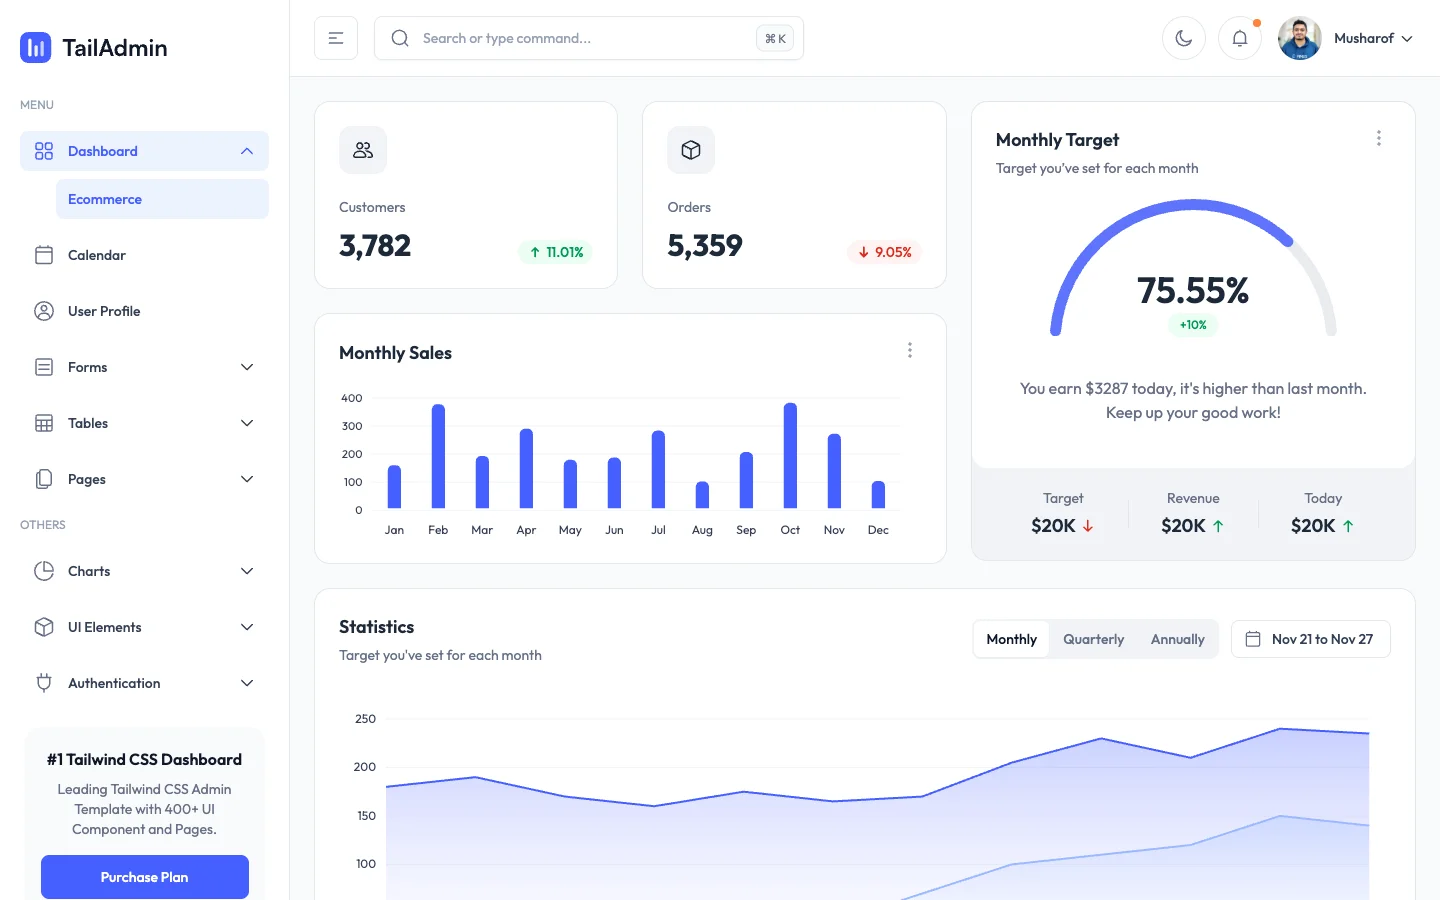 TailAdmin
MENU
Dashboard
Ecommerce
Calendar
User Profile
Forms
Tables
Pages
OTHERS
Charts
UI Elements
Authentication
#1 Tailwind CSS Dashboard
Leading Tailwind CSS Admin
Template with 400+ UI
Component and Pages.
Purchase Plan
Search or type command...
⌘ K
Musharof
Customers
3,782
11.01%
Orders
5,359
9.05%
Monthly Sales
400
300
200
100
0
Jan Feb Mar Apr May Jun Jul Aug Sep Oct Nov Dec
Monthly Target
Target you've set for each month
75.55%
+10%
You earn $3287 today, it's higher than last month.
Keep up your good work!
Target Revenue Today
$20K $20K $20K
Statistics
Target you've set for each month
Monthly Quarterly Annually
Nov 21 to Nov 27
250
200
150
100